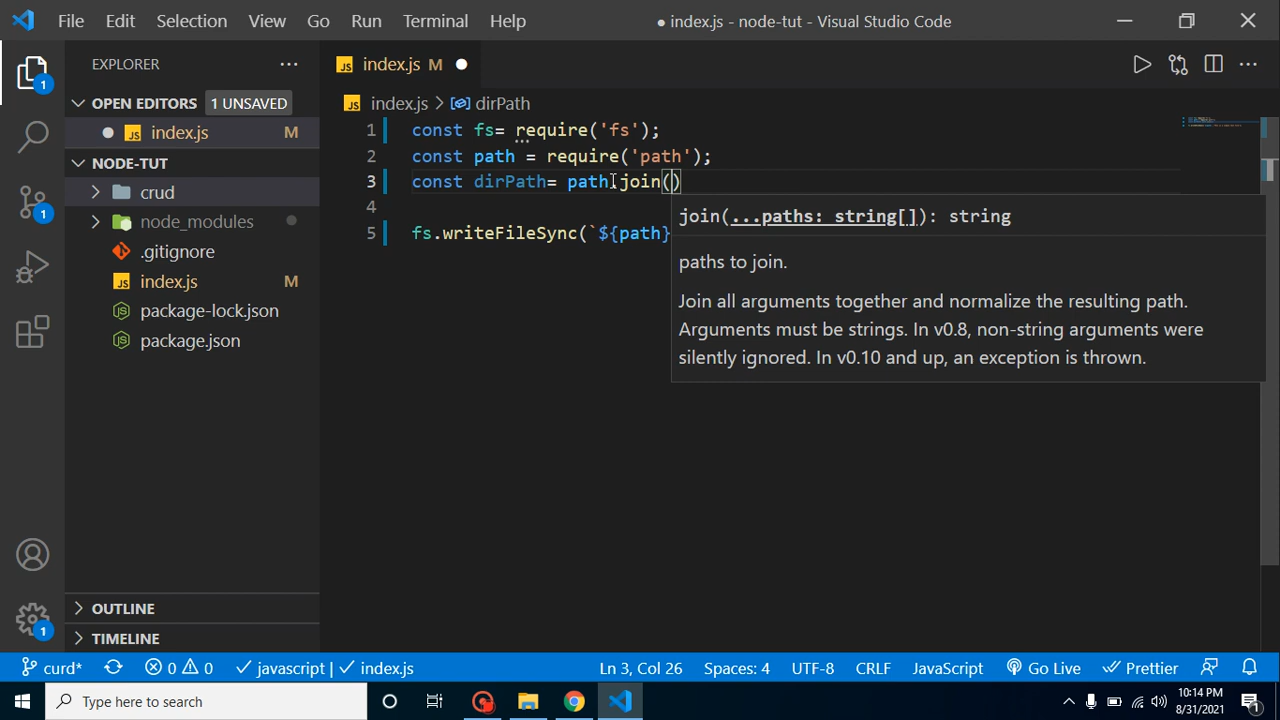 File Edit Selection View Go Run Terminal Help ● index.js - node-tut - Visual Studio Code
EXPLORER
index.js M
OPEN EDITORS 1 UNSAVED
index.js > dirPath
index.js M
1 const fs= require('fs');
NODE-TUT
2 const path = require('path');
crud
3 const dirPath= path.join()
node_modules
4
join(...paths: string[]): string
.gitignore
5 fs.writeFileSync(`${path}
paths to join.
index.js M
Join all arguments together and normalize the resulting path.
package-lock.json
Arguments must be strings. In v0.8, non-string arguments were
package.json
silently ignored. In v0.10 and up, an exception is thrown.
1
1
1
OUTLINE
TIMELINE
curd* 0 0 javascript | index.js Ln 3, Col 26 Spaces: 4 UTF-8 CRLF JavaScript Go Live Prettier
Type here to search
10:14 PM
8/31/2021
1